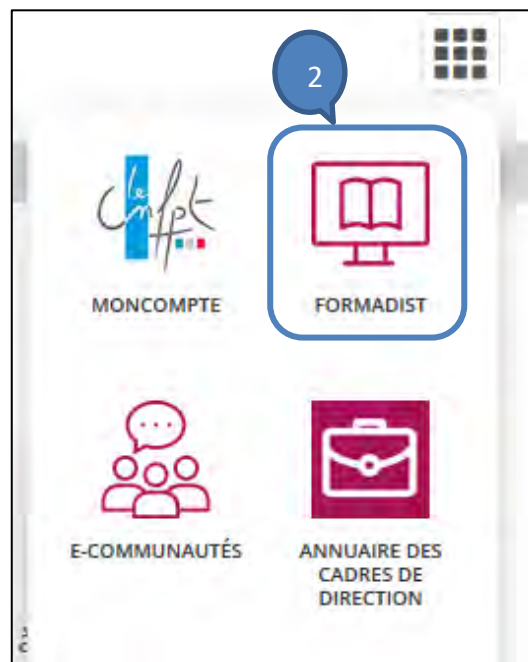 2
le cnfpt
MONCOMPTE
FORMADIST
E-COMMUNAUTÉS
ANNUAIRE DES
CADRES DE
DIRECTION